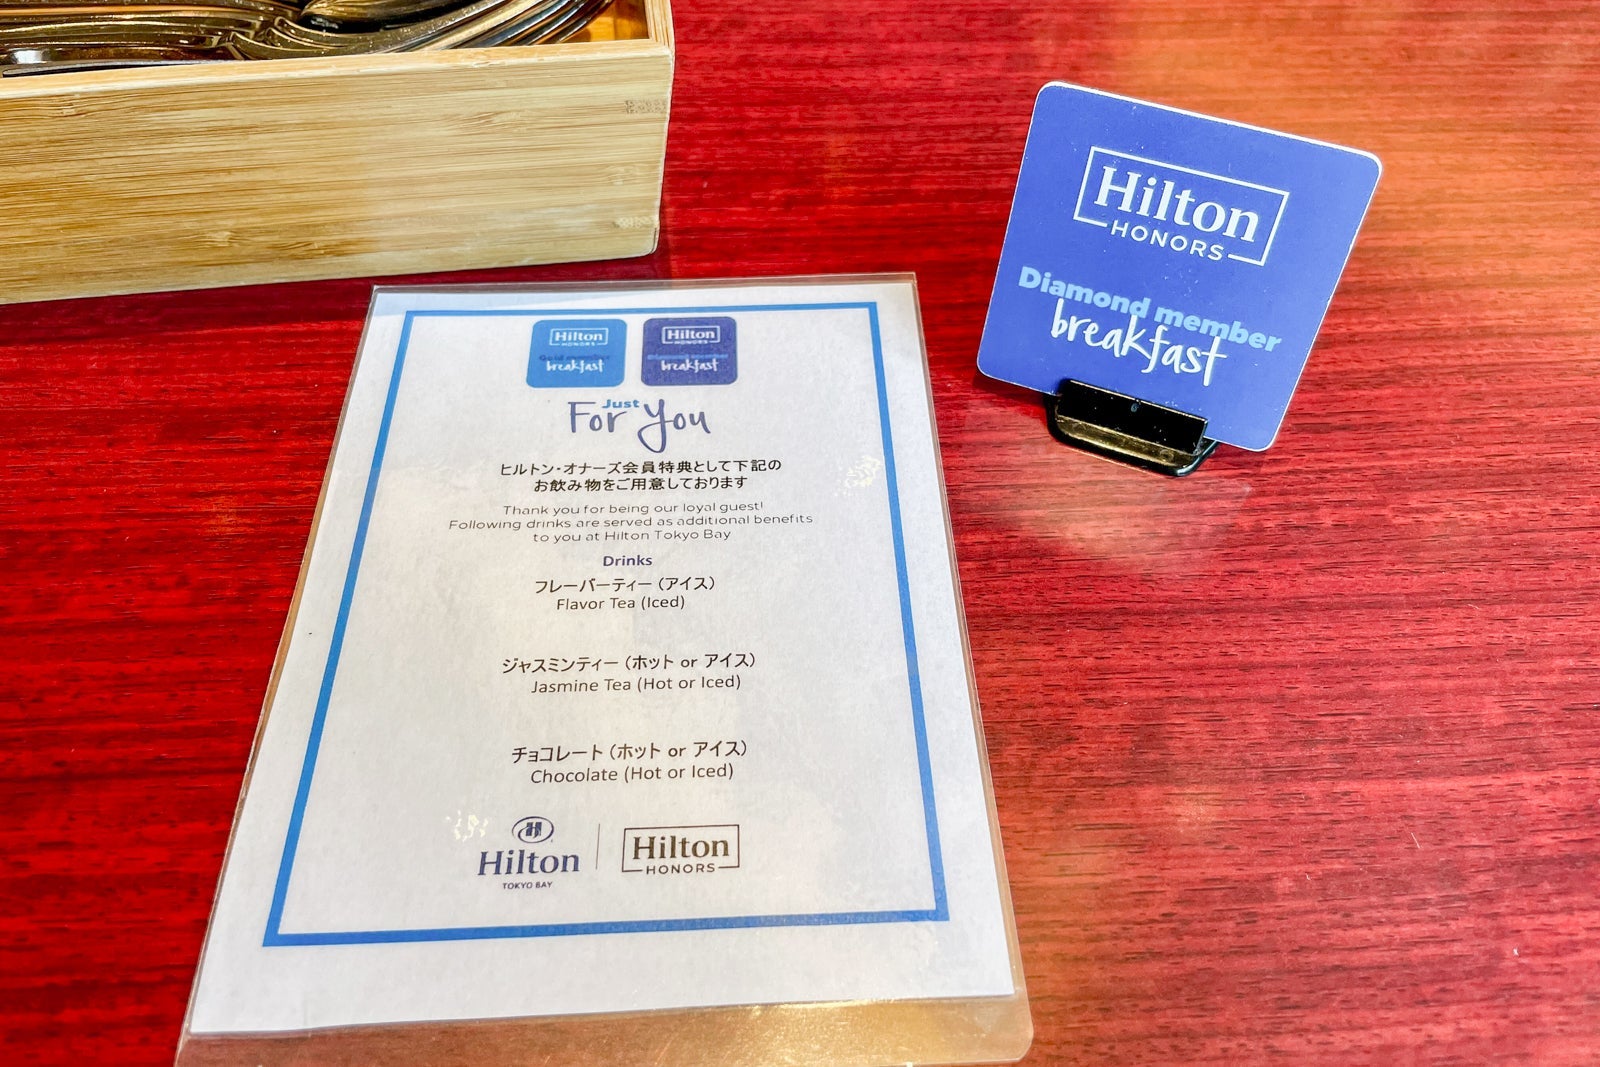 Hilton
HONORS
Gold member
breakfast
Hilton
HONORS
Diamond member
breakfast
Just
For You
ヒルトン・オナーズ会員特典として下記の
お飲み物をご用意しております
Thank you for being our loyal guest!
Following drinks are served as additional benefits
to you at Hilton Tokyo Bay
Drinks
フレーバーティー（アイス）
Flavor Tea (Iced)
ジャスミンティー（ホット or アイス）
Jasmine Tea (Hot or Iced)
チョコレート（ホット or アイス）
Chocolate (Hot or Iced)
H
Hilton
TOKYO BAY
Hilton
HONORS
Hilton
HONORS
Diamond member
breakfast